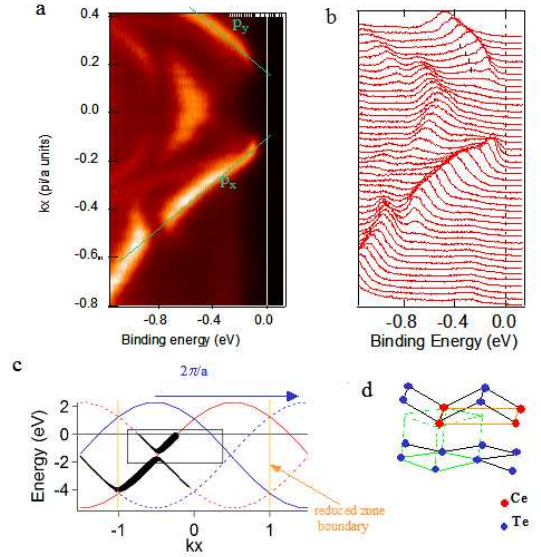 a
0.4
0.2
0.0
-0.2
-0.4
-0.6
-0.8
kx (pi/a units)
py
px
-0.8
-0.4
0.0
Binding energy (eV)
b
-0.8
-0.4
0.0
Binding Energy (eV)
c
2π/a
2
0
-2
-4
Energy (eV)
-1
0
1
kx
reduced zone
boundary
d
Ce
Te